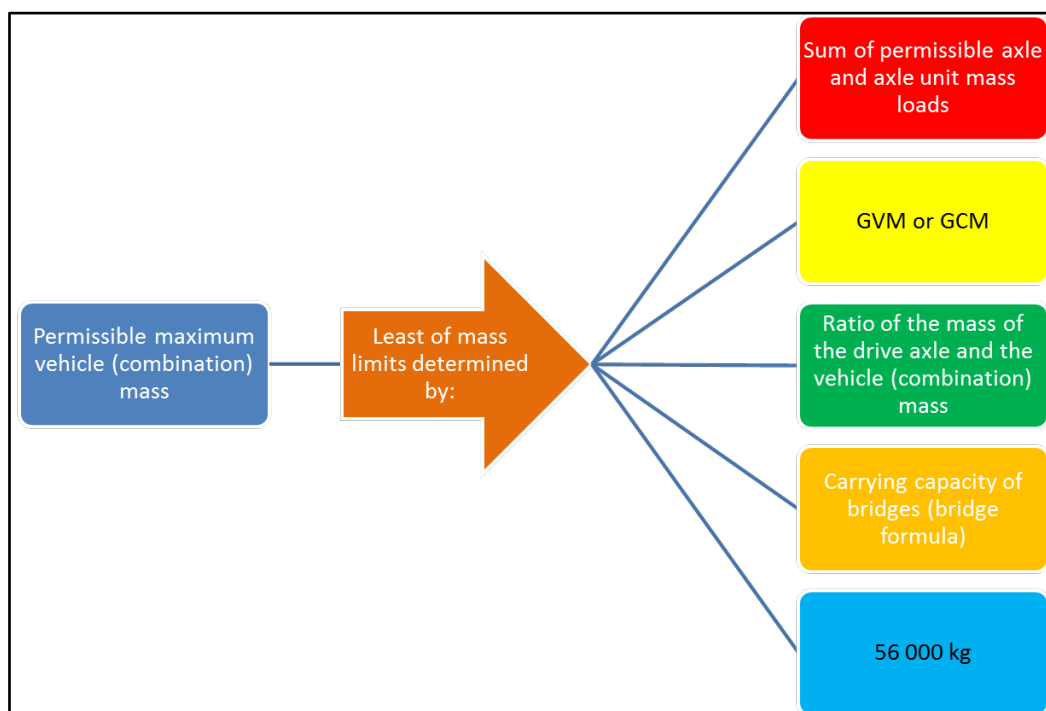 Permissible maximum
vehicle (combination)
mass
Least of mass
limits determined
by:
Sum of permissible axle
and axle unit mass
loads
GVM or GCM
Ratio of the mass of
the drive axle and the
vehicle (combination)
mass
Carrying capacity of
bridges (bridge
formula)
56 000 kg